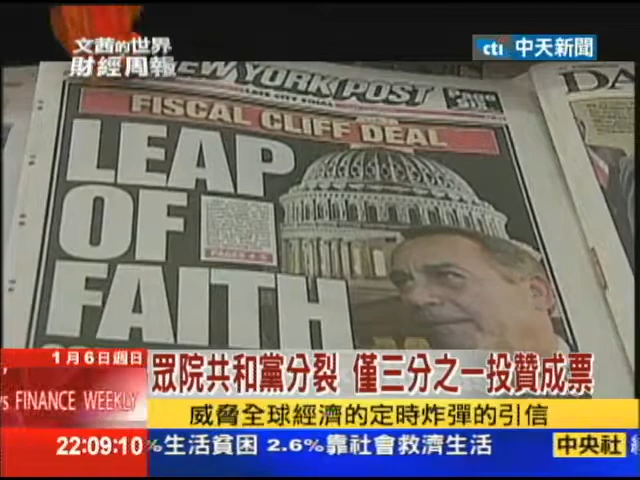 文茜的世界
財經周報
cti 中天新聞
NEW YORK POST
LATE CITY FINAL
FISCAL CLIFF DEAL
LEAP
OF
FAITH
DA
1月6日週日
眾院共和黨分裂 僅三分之一投贊成票
FINANCE WEEKLY
威脅全球經濟的定時炸彈的引信
22:09:10
%生活貧困 2.6%靠社會救濟生活
中央社